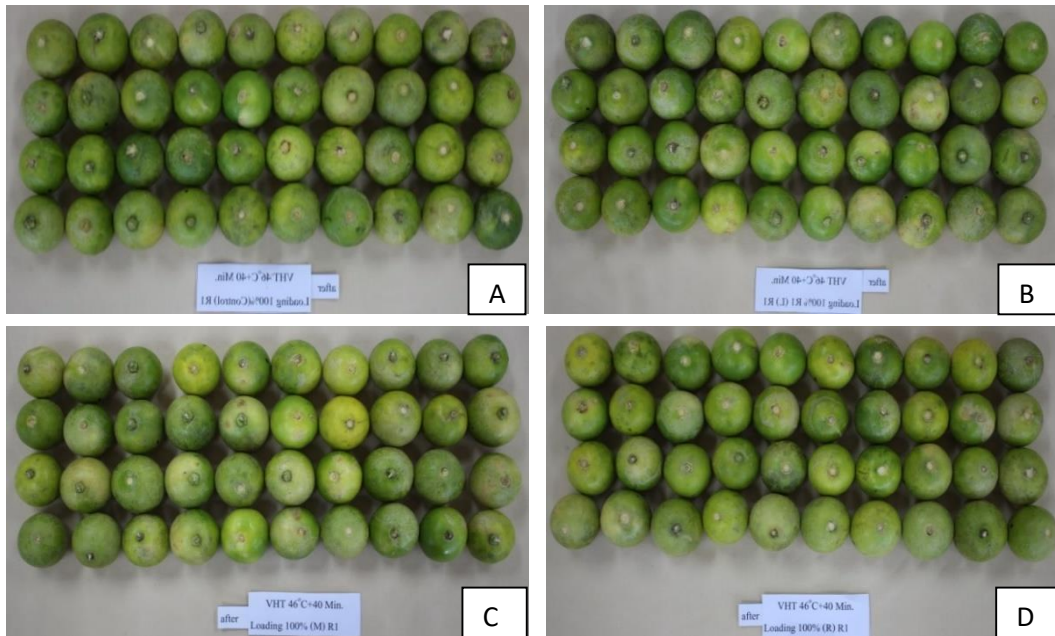 VHT 46°C+40 Min.
after
Loading 100%(Control) R1
A
VHT 46°C+40 Min.
after
Loading 100% R1 (L) R1
B
VHT 46°C+40 Min.
after
Loading 100% (M) R1
C
VHT 46°C+40 Min.
after
Loading 100% (R) R1
D